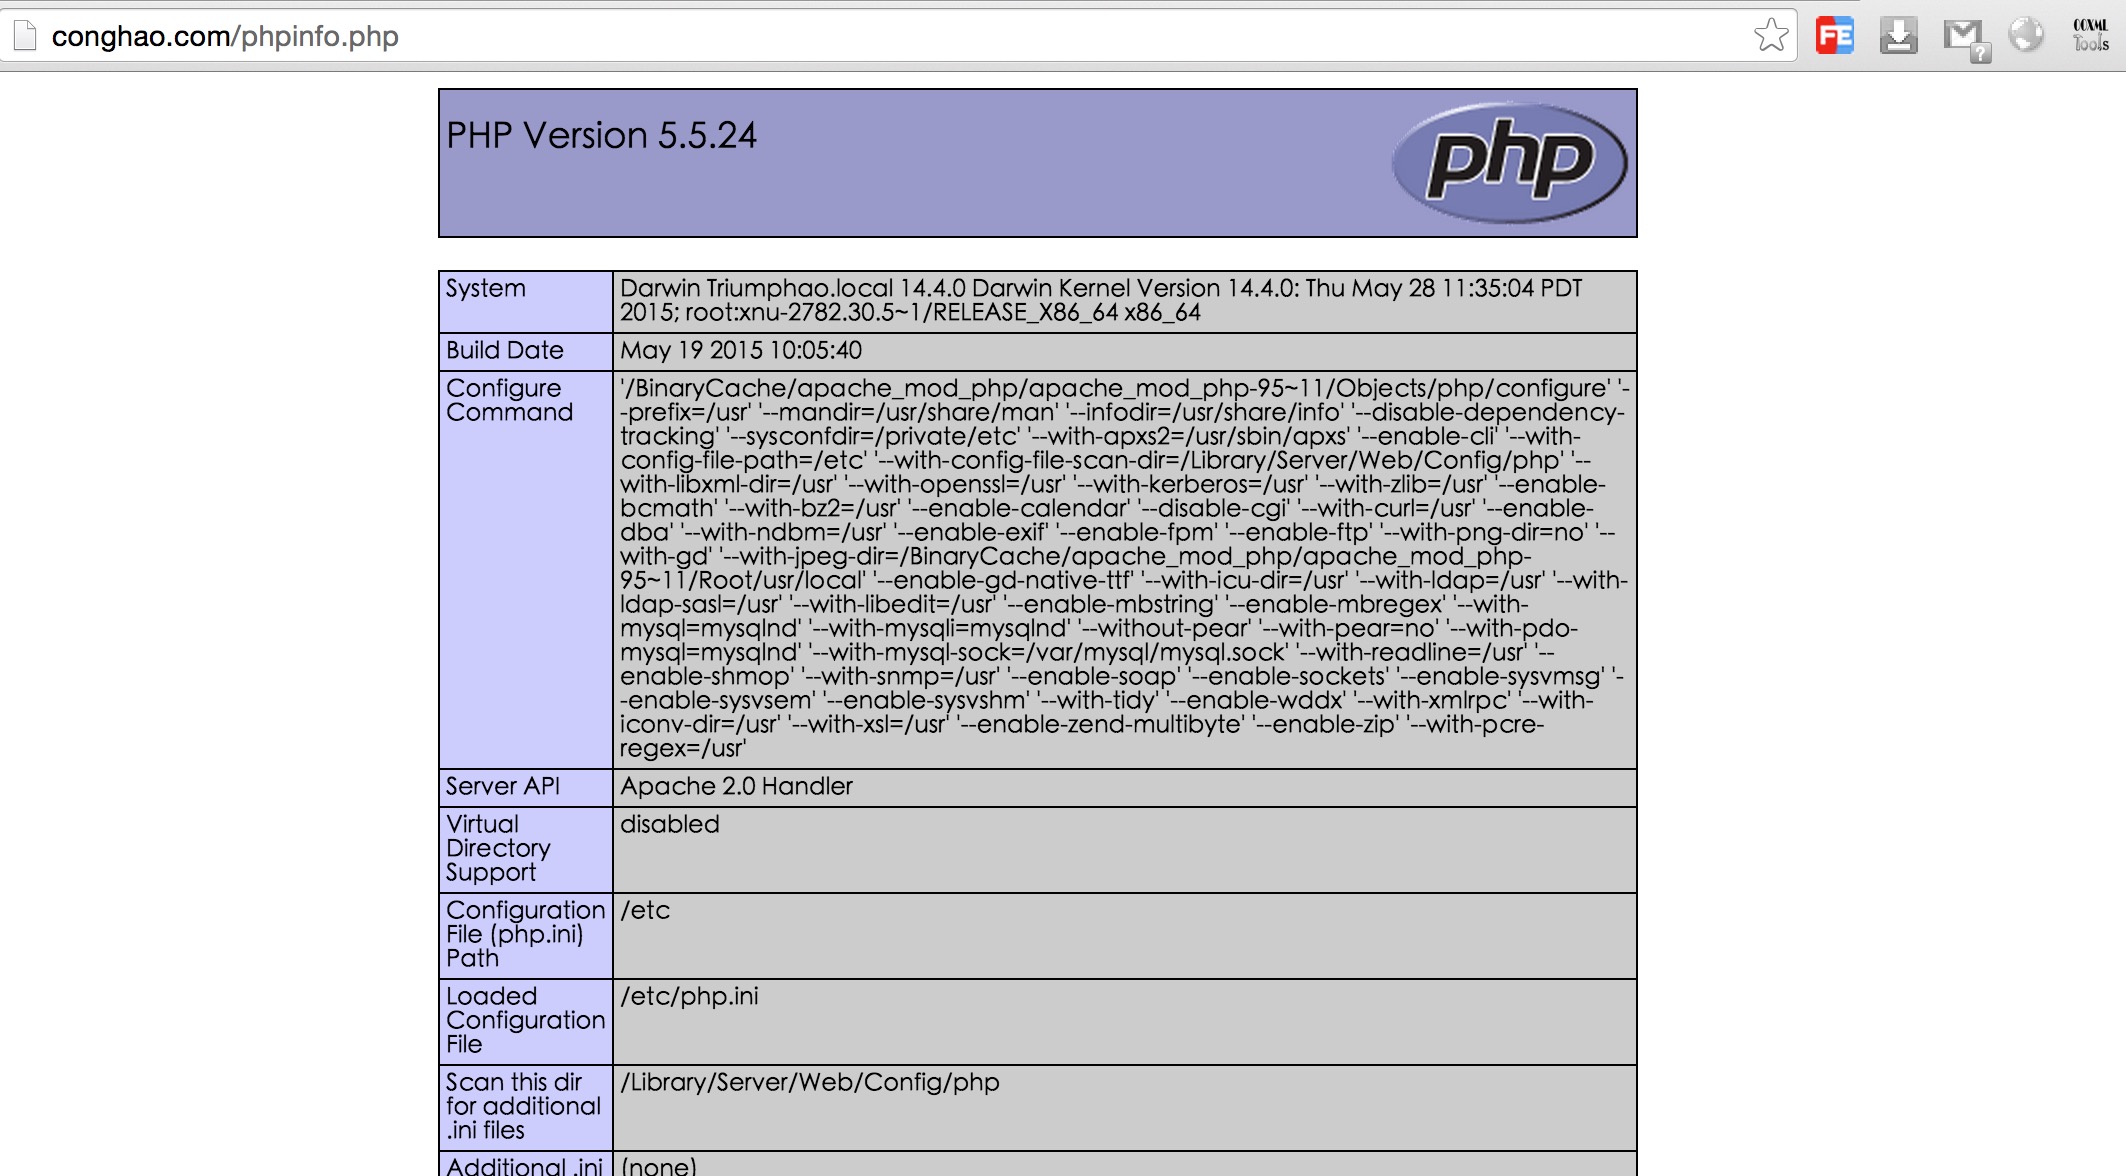 conghao.com/phpinfo.php
FE
?
OOXML
Tools
PHP Version 5.5.24
php
System
Darwin Triumphao.local 14.4.0 Darwin Kernel Version 14.4.0: Thu May 28 11:35:04 PDT
2015; root:xnu-2782.30.5~1/RELEASE_X86_64 x86_64
Build Date
May 19 2015 10:05:40
Configure
Command
'/BinaryCache/apache_mod_php/apache_mod_php-95~11/Objects/php/configure' '-
-prefix=/usr' '--mandir=/usr/share/man' '--infodir=/usr/share/info' '--disable-dependency-
tracking' '--sysconfdir=/private/etc' '--with-apxs2=/usr/sbin/apxs' '--enable-cli' '--with-
config-file-path=/etc' '--with-config-file-scan-dir=/Library/Server/Web/Config/php' '--
with-libxml-dir=/usr' '--with-openssl=/usr' '--with-kerberos=/usr' '--with-zlib=/usr' '--enable-
bcmath' '--with-bz2=/usr' '--enable-calendar' '--disable-cgi' '--with-curl=/usr' '--enable-
dba' '--with-ndbm=/usr' '--enable-exif' '--enable-fpm' '--enable-ftp' '--with-png-dir=no' '--
with-gd' '--with-jpeg-dir=/BinaryCache/apache_mod_php/apache_mod_php-
95~11/Root/usr/local' '--enable-gd-native-ttf' '--with-icu-dir=/usr' '--with-ldap=/usr' '--with-
ldap-sasl=/usr' '--with-libedit=/usr' '--enable-mbstring' '--enable-mbregex' '--with-
mysql=mysqlnd' '--with-mysqli=mysqlnd' '--without-pear' '--with-pear=no' '--with-pdo-
mysql=mysqlnd' '--with-mysql-sock=/var/mysql/mysql.sock' '--with-readline=/usr' '--
enable-shmop' '--with-snmp=/usr' '--enable-soap' '--enable-sockets' '--enable-sysvmsg' '-
-enable-sysvsem' '--enable-sysvshm' '--with-tidy' '--enable-wddx' '--with-xmlrpc' '--with-
iconv-dir=/usr' '--with-xsl=/usr' '--enable-zend-multibyte' '--enable-zip' '--with-pcre-
regex=/usr'
Server API
Apache 2.0 Handler
Virtual
Directory
Support
disabled
Configuration
File (php.ini)
Path
/etc
Loaded
Configuration
File
/etc/php.ini
Scan this dir
for additional
.ini files
/Library/Server/Web/Config/php
Additional .ini
(none)